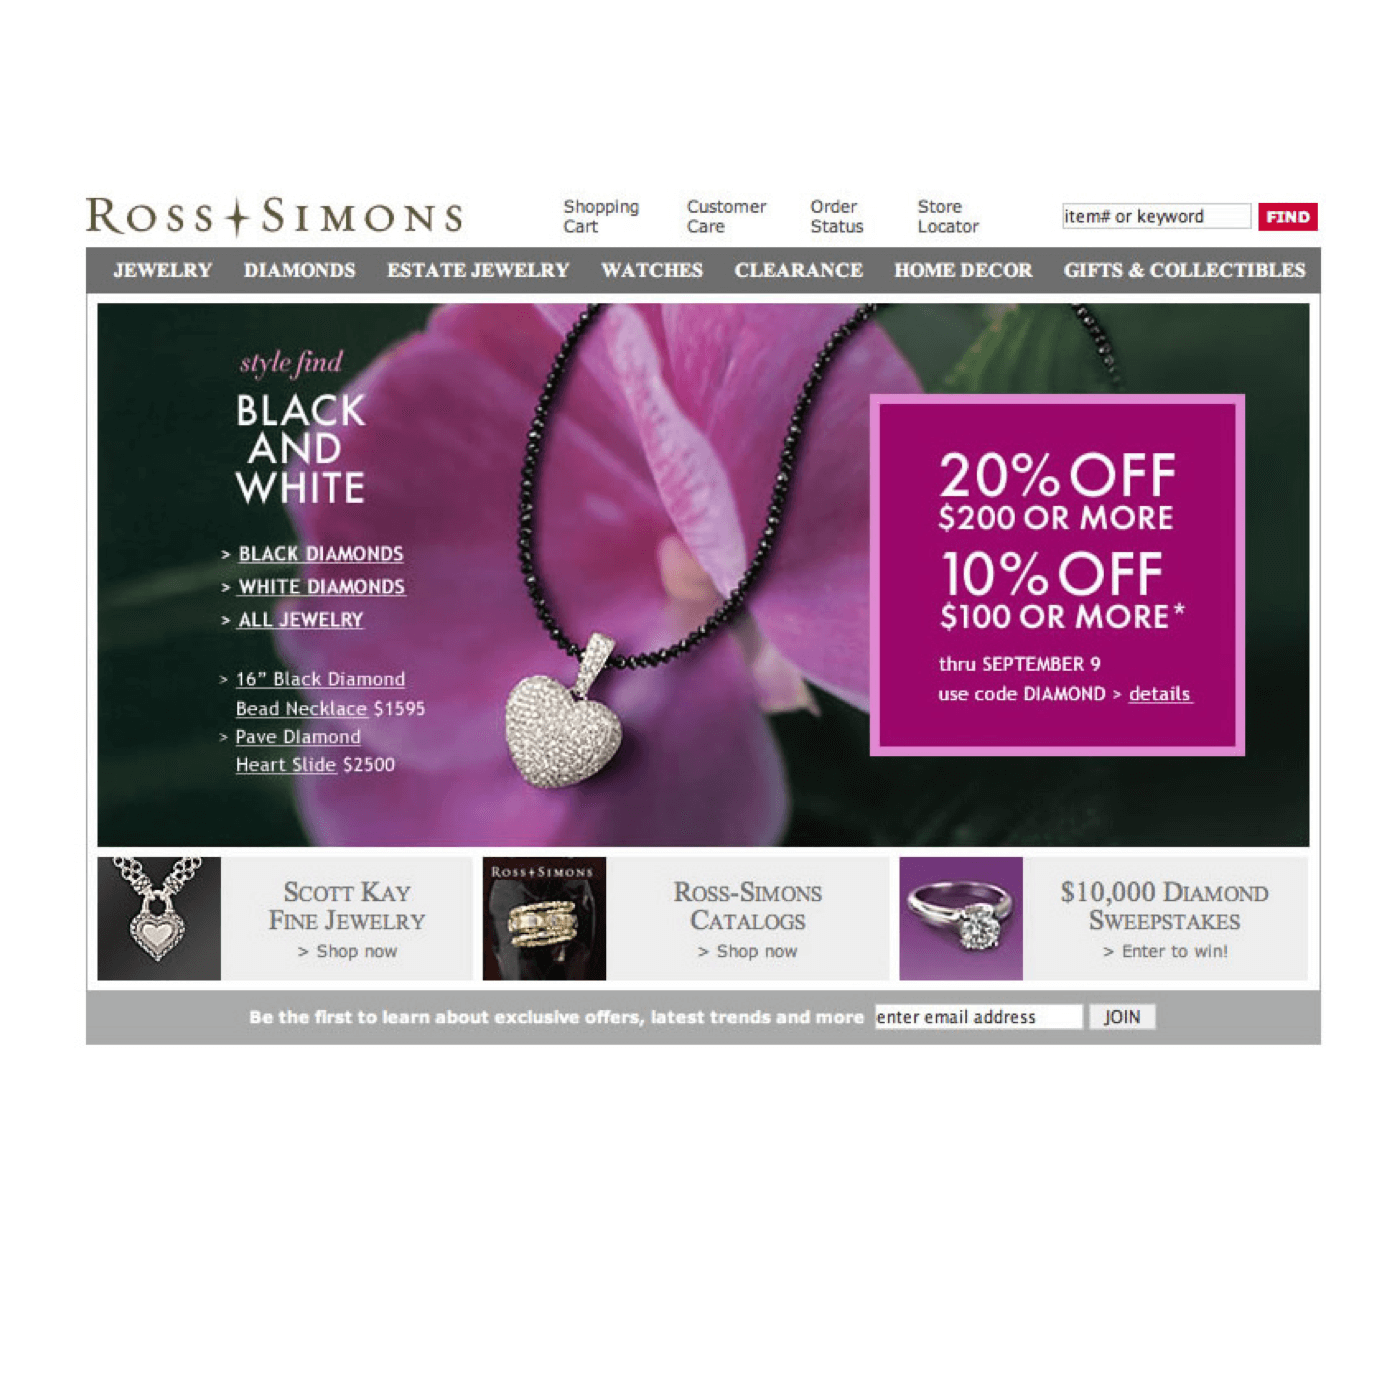 ROSS+SIMONS
Shopping Cart
Customer Care
Order Status
Store Locator
item# or keyword
FIND
JEWELRY DIAMONDS ESTATE JEWELRY WATCHES CLEARANCE HOME DECOR GIFTS & COLLECTIBLES
style find
BLACK
AND
WHITE
> BLACK DIAMONDS
> WHITE DIAMONDS
> ALL JEWELRY
> 16” Black Diamond
Bead Necklace $1595
> Pave DIamond
Heart Slide $2500
20% OFF
$200 OR MORE
10% OFF
$100 OR MORE*
thru SEPTEMBER 9
use code DIAMOND > details
SCOTT KAY
FINE JEWELRY
> Shop now
ROSS+SIMONS
ROSS-SIMONS
CATALOGS
> Shop now
$10,000 DIAMOND
SWEEPSTAKES
> Enter to win!
Be the first to learn about exclusive offers, latest trends and more
enter email address
JOIN